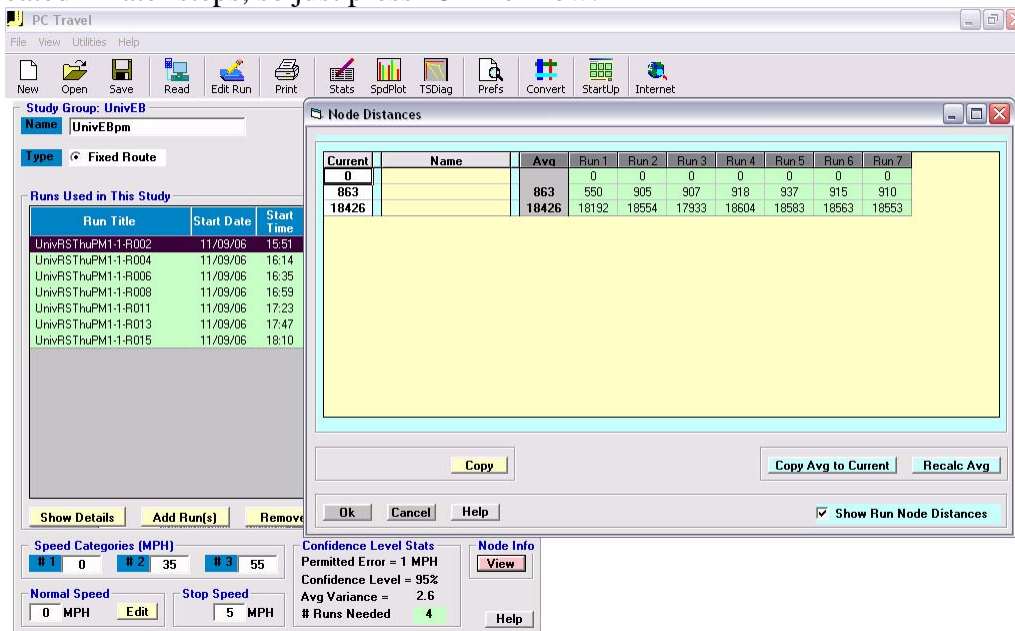 PC Travel
File View Utilities Help
New Open Save Read Edit Run Print Stats SpdPlot TSDiag Prefs Convert StartUp Internet
Study Group: UnivEB
Name UnivEBpm
Type Fixed Route
Runs Used in This Study
Run Title Start Date Start Time
UnivRSThuPM1-1-R002 11/09/06 15:51
UnivRSThuPM1-1-R004 11/09/06 16:14
UnivRSThuPM1-1-R006 11/09/06 16:35
UnivRSThuPM1-1-R008 11/09/06 16:59
UnivRSThuPM1-1-R011 11/09/06 17:23
UnivRSThuPM1-1-R013 11/09/06 17:47
UnivRSThuPM1-1-R015 11/09/06 18:10
Show Details Add Run(s) Remove
Node Distances
Current Name Avg Run 1 Run 2 Run 3 Run 4 Run 5 Run 6 Run 7
0 0 0 0 0 0 0 0
863 863 550 905 907 918 937 915 910
18426 18426 18192 18554 17933 18604 18583 18563 18553
Copy Copy Avg to Current Recalc Avg
Ok Cancel Help Show Run Node Distances
Speed Categories (MPH)
# 1 0 # 2 35 # 3 55
Normal Speed
0 MPH Edit
Stop Speed
5 MPH
Confidence Level Stats
Permitted Error = 1 MPH
Confidence Level = 95%
Avg Variance = 2.6
# Runs Needed 4
Node Info
View
Help